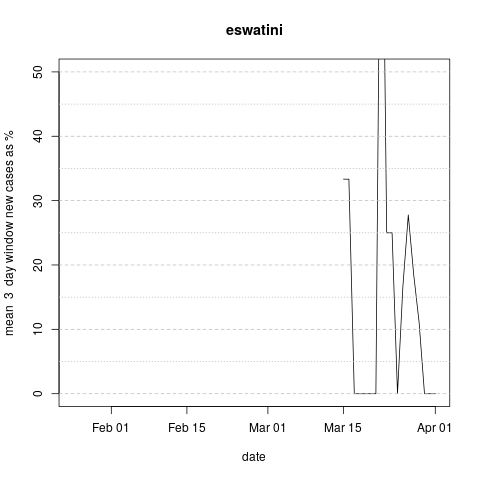 eswatini
mean 3 day window new cases as %
50
40
30
20
10
0
Feb 01
Feb 15
Mar 01
Mar 15
Apr 01
date